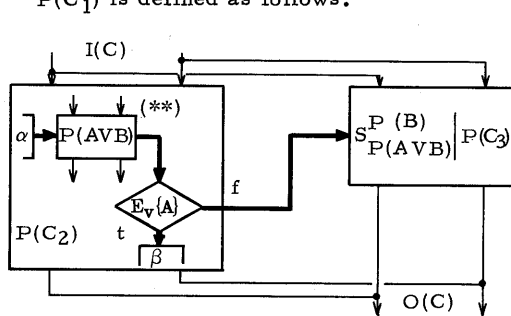 P(C1) is defined as follows:
I(C)
(**)
α
P(AVB)
S P(B) P(AVB) | P(C3)
Ev{A}
f
t
P(C2)
β
O(C)